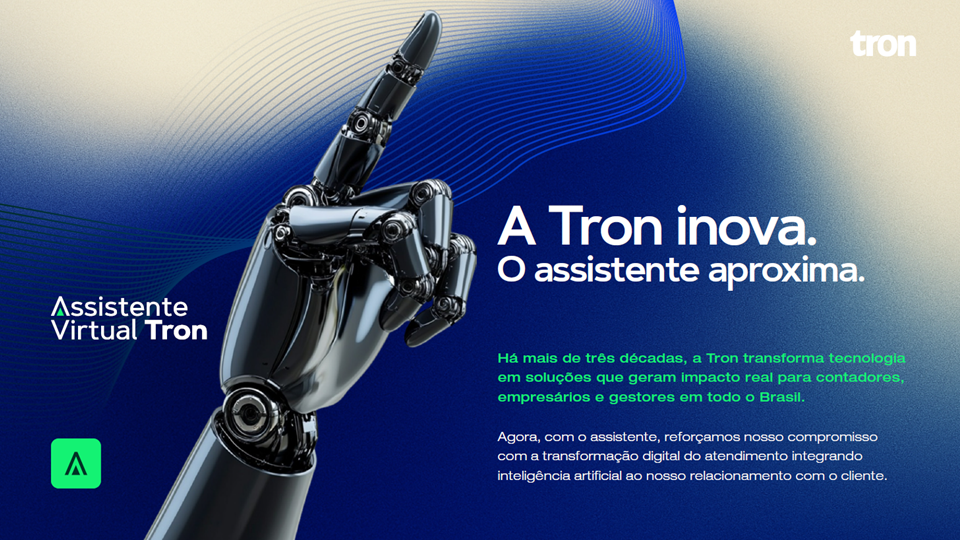 tron
A Tron inova.
O assistente aproxima.
Assistente
Virtual Tron
Há mais de três décadas, a Tron transforma tecnologia
em soluções que geram impacto real para contadores,
empresários e gestores em todo o Brasil.
Agora, com o assistente, reforçamos nosso compromisso
com a transformação digital do atendimento integrando
inteligência artificial ao nosso relacionamento com o cliente.